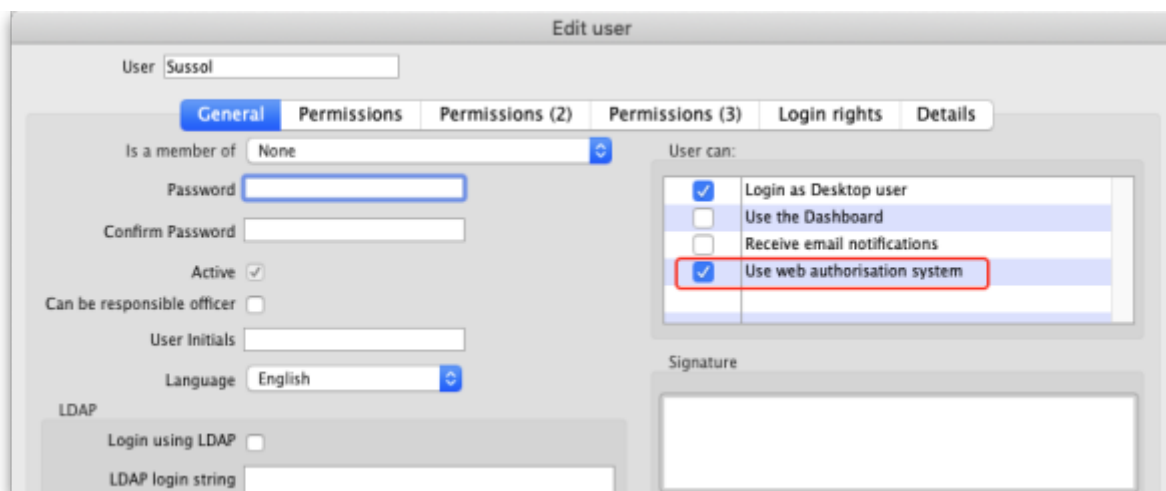 Edit user
User Sussol
General Permissions Permissions (2) Permissions (3) Login rights Details
Is a member of None
Password
Confirm Password
Active
Can be responsible officer
User Initials
Language English
LDAP
Login using LDAP
LDAP login string
User can:
Login as Desktop user
Use the Dashboard
Receive email notifications
Use web authorisation system
Signature